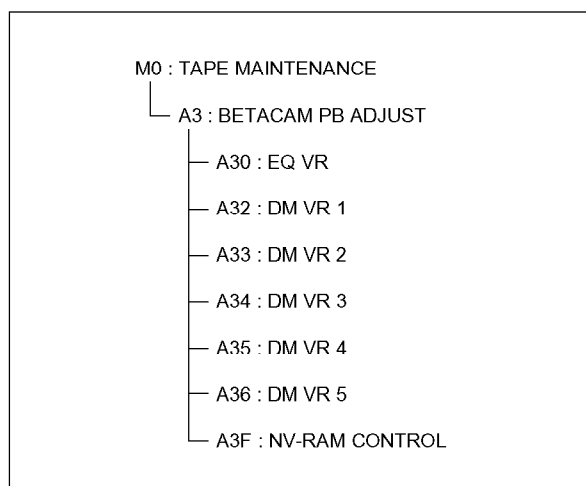 M0 : TAPE MAINTENANCE
A3 : BETACAM PB ADJUST
A30 : EQ VR
A32 : DM VR 1
A33 : DM VR 2
A34 : DM VR 3
A35 : DM VR 4
A36 : DM VR 5
A3F : NV-RAM CONTROL